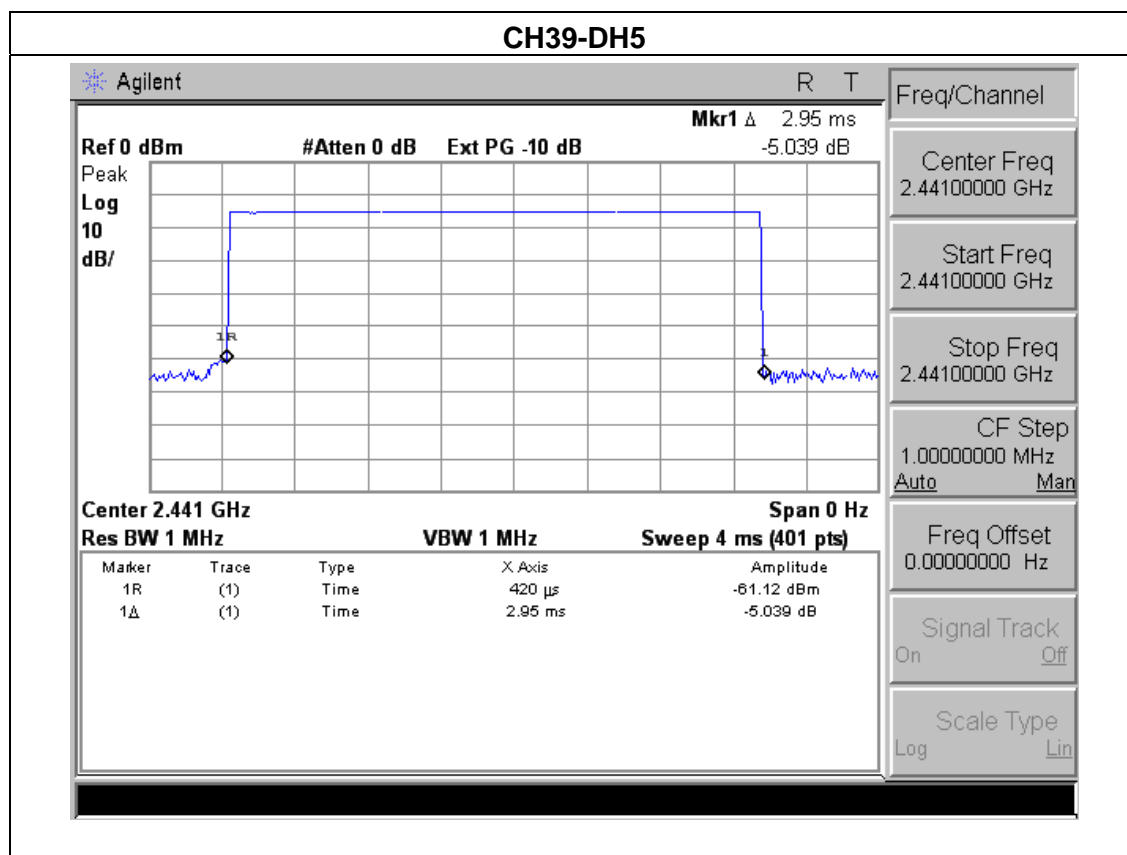 CH39-DH5
Agilent R T
Mkr1 Δ 2.95 ms
Ref 0 dBm #Atten 0 dB Ext PG -10 dB -5.039 dB
Peak
Log
10
dB/
1R
1
Center 2.441 GHz Span 0 Hz
Res BW 1 MHz VBW 1 MHz Sweep 4 ms (401 pts)
Marker Trace Type X Axis Amplitude
1R (1) Time 420 µs -61.12 dBm
1Δ (1) Time 2.95 ms -5.039 dB
Freq/Channel
Center Freq
2.44100000 GHz
Start Freq
2.44100000 GHz
Stop Freq
2.44100000 GHz
CF Step
1.00000000 MHz
Auto Man
Freq Offset
0.00000000 Hz
Signal Track
On Off
Scale Type
Log Lin